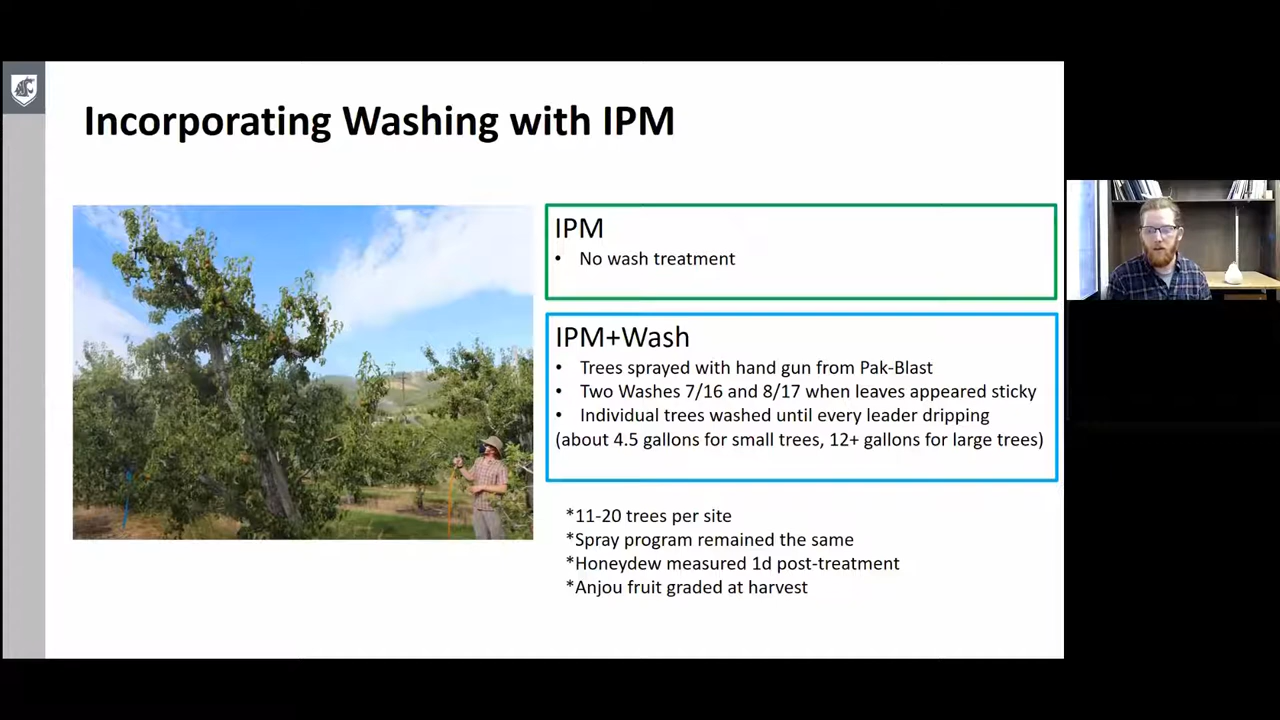 Incorporating Washing with IPM
IPM
• No wash treatment
IPM+Wash
• Trees sprayed with hand gun from Pak-Blast
• Two Washes 7/16 and 8/17 when leaves appeared sticky
• Individual trees washed until every leader dripping
(about 4.5 gallons for small trees, 12+ gallons for large trees)
*11-20 trees per site
*Spray program remained the same
*Honeydew measured 1d post-treatment
*Anjou fruit graded at harvest